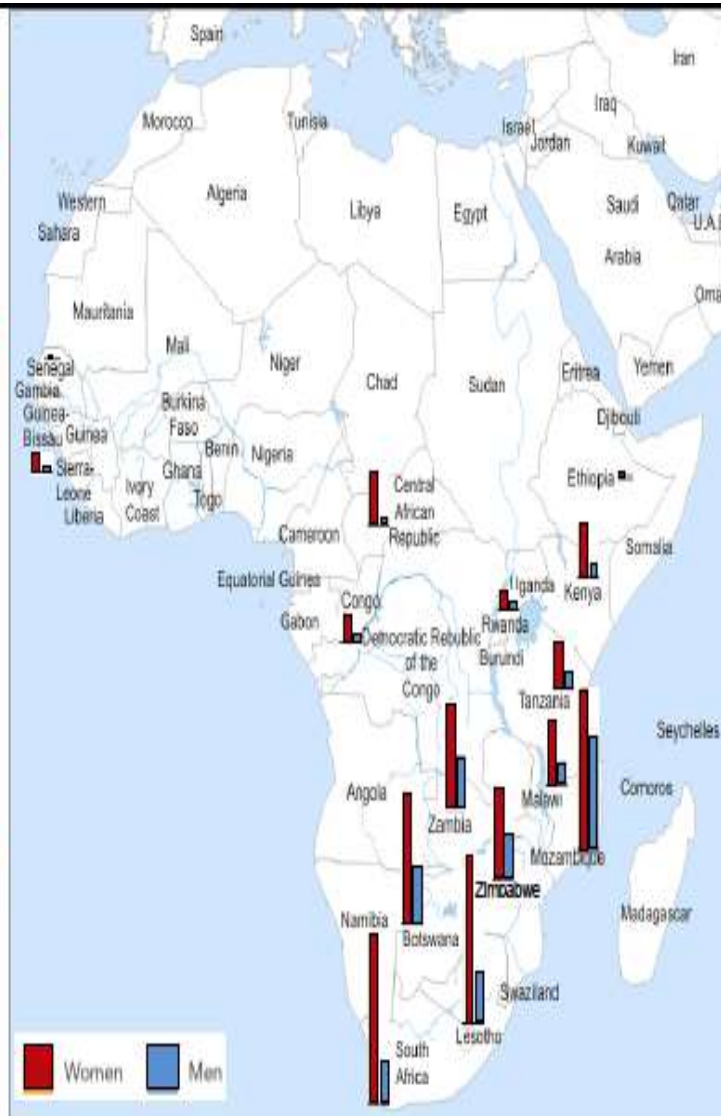 Spain
Iran
Iraq
Morocco
Tunisia
Israel
Jordan
Kuwait
Algeria
Libya
Egypt
Western
Sahara
Saudi
Arabia
Qatar
U.A.
Oma
Mauritania
Mali
Niger
Chad
Sudan
Eritrea
Yemen
Senegal
Gambia
Guinea-
Bissau
Guinea
Burkina
Faso
Djibouti
Sierra-
Leone
Liberia
Ivory
Coast
Ghana
Togo
Benin
Nigeria
Ethiopia
Central
African
Republic
Cameroon
Somalia
Equatorial Guinea
Gabon
Congo
Uganda
Kenya
Rwanda
Democratic Republic
of the
Congo
Burundi
Tanzania
Seychelles
Angola
Zambia
Malawi
Comoros
Mozambique
Zimbabwe
Madagascar
Namibia
Botswana
Swaziland
Lesotho
South
Africa
Women
Men